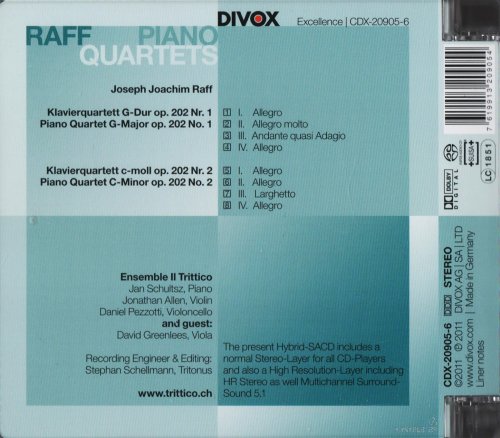 RAFF PIANO
QUARTETS
DIVOX
Excellence | CDX-20905-6
Joseph Joachim Raff
Klavierquartett G-Dur op. 202 Nr. 1
Piano Quartet G-Major op. 202 No. 1
1 I. Allegro
2 II. Allegro molto
3 III. Andante quasi Adagio
4 IV. Allegro
Klavierquartett c-moll op. 202 Nr. 2
Piano Quartet C-Minor op. 202 No. 2
5 I. Allegro
6 II. Allegro
7 III. Larghetto
8 IV. Allegro
Ensemble Il Trittico
Jan Schultsz, Piano
Jonathan Allen, Violin
Daniel Pezzotti, Violoncello
and guest:
David Greenlees, Viola
Recording Engineer & Editing:
Stephan Schellmann, Tritonus
www.trittico.ch
The present Hybrid-SACD includes a
normal Stereo-Layer for all CD-Players
and also a High Resolution-Layer including
HR Stereo as well Multichannel Surround-
Sound 5,1
7619913209054
DOLBY
DIGITAL
SUISA
LC 1851
CDX-20905-6 DDD STEREO
©2011 ℗ 2011 DIVOX AG | SA | LTD
www.divox.com | Made in Germany
Liner notes